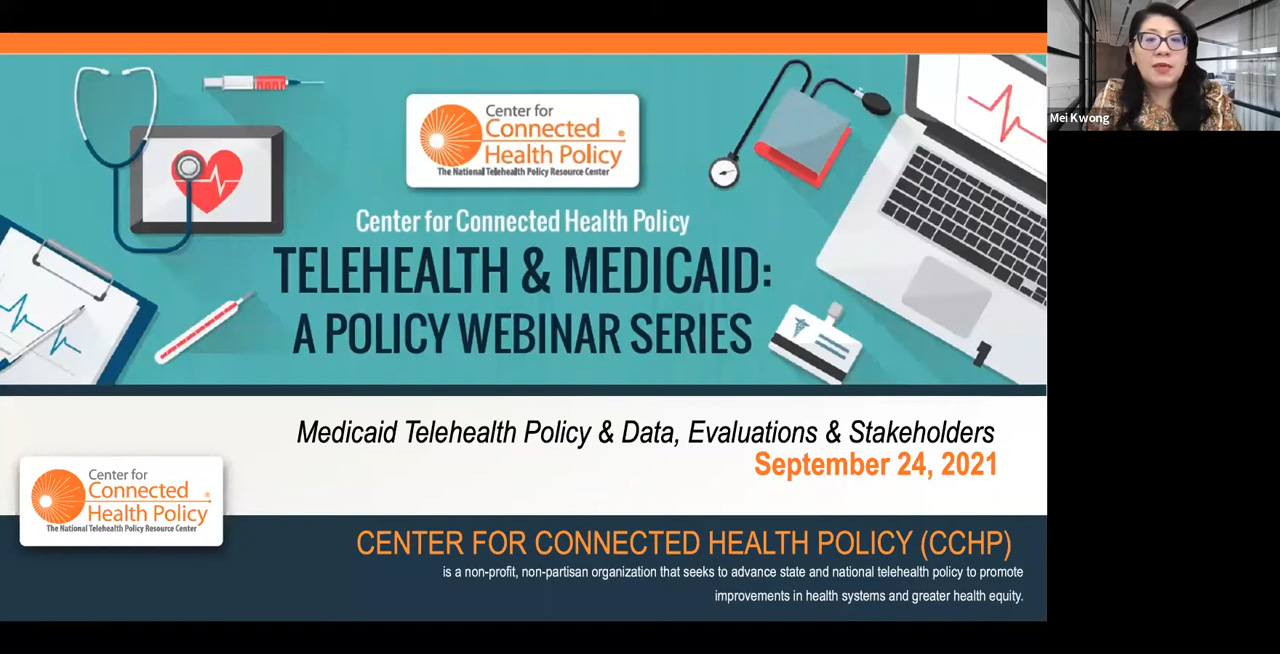 Center for
Connected
Health Policy
®
The National Telehealth Policy Resource Center
Center for Connected Health Policy
TELEHEALTH & MEDICAID:
A POLICY WEBINAR SERIES
Mei Kwong
Medicaid Telehealth Policy & Data, Evaluations & Stakeholders
September 24, 2021
Center for
Connected
Health Policy
®
The National Telehealth Policy Resource Center
CENTER FOR CONNECTED HEALTH POLICY (CCHP)
is a non-profit, non-partisan organization that seeks to advance state and national telehealth policy to promote
improvements in health systems and greater health equity.